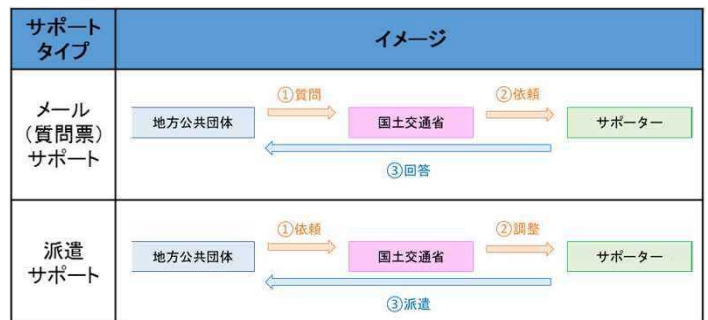 サポート
タイプ
イメージ
メール
(質問票)
サポート
①質問
②依頼
地方公共団体
国土交通省
サポーター
③回答
派遣
サポート
①依頼
②調整
地方公共団体
国土交通省
サポーター
③派遣